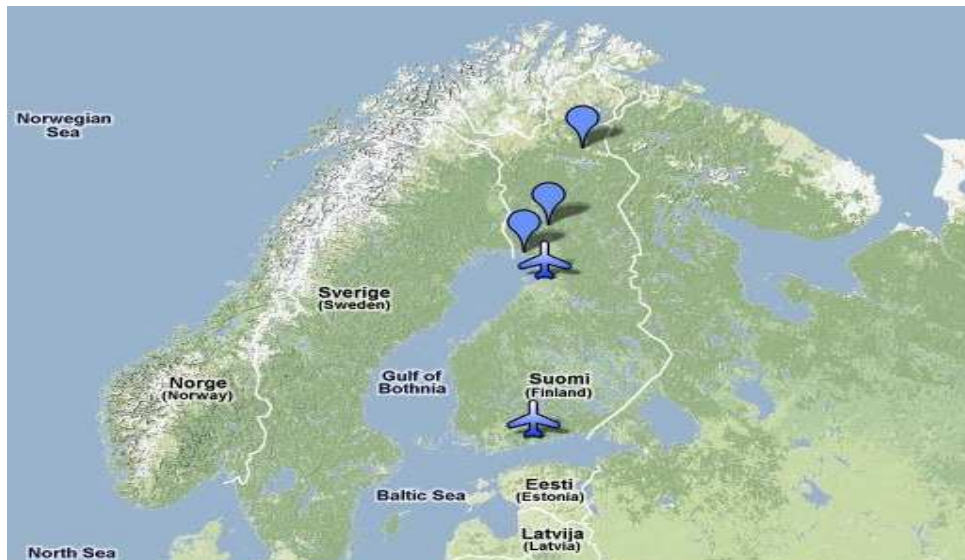 Norwegian
Sea
Sverige
(Sweden)
Norge
(Norway)
Gulf of
Bothnia
Suomi
(Finland)
Baltic Sea
Eesti
(Estonia)
Latvija
(Latvia)
North Sea